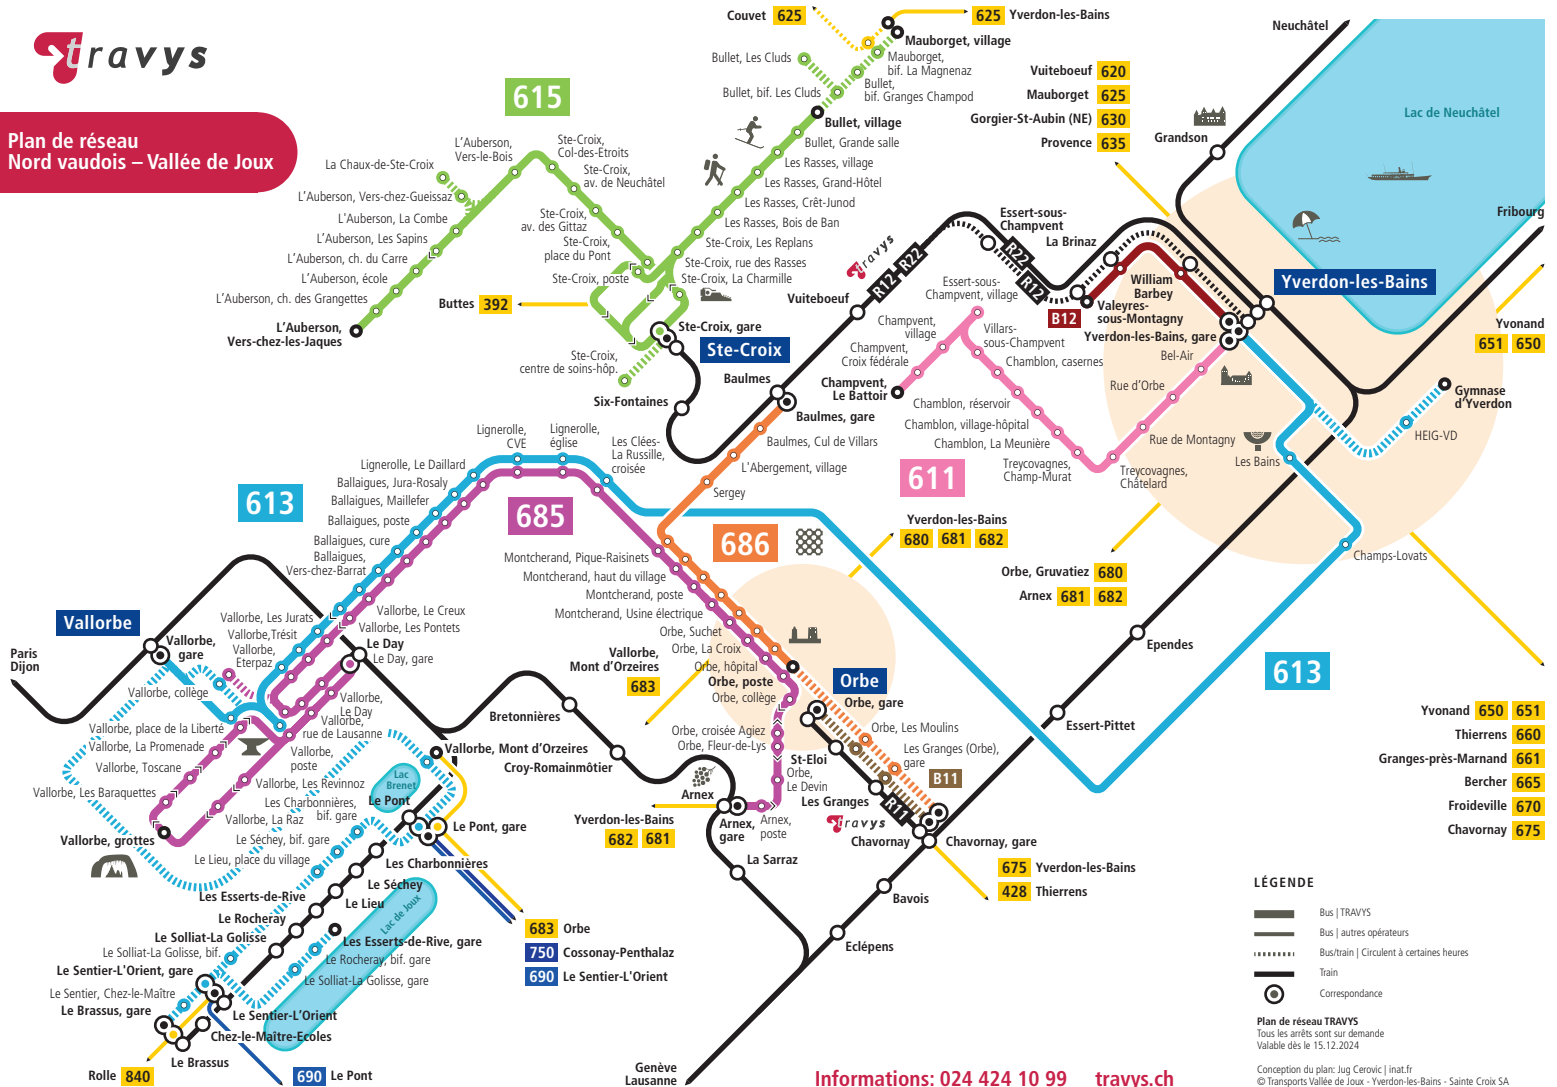 travys
Plan de réseau
Nord vaudois – Vallée de Joux
615
Couvet 625
625 Yverdon-les-Bains
Mauborget, village
Mauborget,
bif. La Magnenaz
Bullet, Les Cluds
Bullet,
bif. Granges Champod
Bullet, bif. Les Cluds
Bullet, village
Bullet, Grande salle
Les Rasses, village
Les Rasses, Grand-Hôtel
Les Rasses, Crêt-Junod
Les Rasses, Bois de Ban
Ste-Croix, Les Replans
Ste-Croix, rue des Rasses
Ste-Croix, La Charmille
L'Auberson,
Vers-le-Bois
Ste-Croix,
Col-des-Etroits
Ste-Croix,
av. de Neuchâtel
La Chaux-de-Ste-Croix
L'Auberson, Vers-chez-Gueissaz
L'Auberson, La Combe
L'Auberson, Les Sapins
L'Auberson, ch. du Carre
L'Auberson, école
L'Auberson, ch. des Grangettes
L'Auberson,
Vers-chez-les-Jaques
Ste-Croix,
av. des Gittaz
Ste-Croix,
place du Pont
Ste-Croix, poste
Buttes 392
Ste-Croix, gare
Ste-Croix
Ste-Croix,
centre de soins-hôp.
Six-Fontaines
Neuchâtel
Vuiteboeuf 620
Mauborget 625
Gorgier-St-Aubin (NE) 630
Provence 635
Grandson
Lac de Neuchâtel
Fribourg
Essert-sous-
Champvent
La Brinaz
travys
R12 R22
R22
R12
Vuiteboeuf
Essert-sous-
Champvent, village
William
Barbey
B12
Valeyres-
sous-Montagny
Yverdon-les-Bains, gare
Yverdon-les-Bains
Yvonand
651 650
Champvent,
village
Villars-
sous-Champvent
Champvent,
Croix fédérale
Chamblon, casernes
Champvent,
Le Battoir
Bel-Air
Rue d'Orbe
Gymnase
d'Yverdon
HEIG-VD
Baulmes
Baulmes, gare
Baulmes, Cul de Villars
L'Abergement, village
Sergey
Chamblon, réservoir
Chamblon, village-hôpital
Chamblon, La Meunière
Treycovagnes,
Champ-Murat
Treycovagnes,
Châtelard
Rue de Montagny
Les Bains
611
Lignerolle,
CVE
Lignerolle,
église
Les Clées-
La Russille,
croisée
Lignerolle, Le Daillard
Ballaigues, Jura-Rosaly
Ballaigues, Maillefer
Ballaigues, poste
Ballaigues, cure
Ballaigues,
Vers-chez-Barrat
613
685
686
Yverdon-les-Bains
680 681 682
Orbe, Gruvatiez 680
Arnex 681 682
Champs-Lovats
Montcherand, Pique-Raisinets
Montcherand, haut du village
Montcherand, poste
Montcherand, Usine électrique
Orbe, Suchet
Orbe, La Croix
Orbe, hôpital
Orbe, poste
Orbe, collège
Vallorbe
Vallorbe, Les Jurats
Vallorbe,Trésit
Vallorbe,
Eterpaz
Vallorbe,
gare
Paris
Dijon
Vallorbe, Le Creux
Vallorbe, Les Pontets
Le Day
Le Day, gare
Vallorbe,
Mont d'Orzeires
683
Orbe
Orbe, gare
Orbe, Les Moulins
Les Granges (Orbe),
gare
B11
Ependes
Essert-Pittet
613
Vallorbe, collège
Vallorbe, place de la Liberté
Vallorbe, La Promenade
Vallorbe, Toscane
Vallorbe, Les Baraquettes
Vallorbe, grottes
Vallorbe,
Le Day
Vallorbe,
rue de Lausanne
Vallorbe,
poste
Vallorbe, Les Revinnoz
Vallorbe, La Raz
Bretonnières
Vallorbe, Mont d'Orzeires
Croy-Romainmôtier
Orbe, croisée Agiez
Orbe, Fleur-de-Lys
St-Eloi
Orbe,
Le Devin
Les Granges
R11
travys
Arnex
Arnex,
gare
Arnex,
poste
Yverdon-les-Bains
682 681
Chavornay
Chavornay, gare
675 Yverdon-les-Bains
428 Thierrens
Yvonand 650 651
Thierrens 660
Granges-près-Marnand 661
Bercher 665
Froideville 670
Chavornay 675
Lac
Brenet
Le Pont
Le Pont, gare
Les Charbonnières,
bif. gare
Le Séchey, bif. gare
Le Lieu, place du village
Les Charbonnières
Le Séchey
Le Lieu
Les Esserts-de-Rive
Le Rocheray
Le Solliat-La Golisse
Le Solliat-La Golisse, bif.
Le Sentier-L'Orient, gare
Le Sentier, Chez-le-Maître
Le Brassus, gare
Lac de Joux
Les Esserts-de-Rive, gare
Le Rocheray, bif. gare
Le Solliat-La Golisse, gare
Le Sentier-L'Orient
Chez-le-Maître-Ecoles
Le Brassus
Rolle 840
690 Le Pont
683 Orbe
750 Cossonay-Penthalaz
690 Le Sentier-L'Orient
La Sarraz
Bavois
Eclépens
Genève
Lausanne
Informations: 024 424 10 99 travys.ch
LÉGENDE
Bus | TRAVYS
Bus | autres opérateurs
Bus/train | Circulent à certaines heures
Train
Correspondance
Plan de réseau TRAVYS
Tous les arrêts sont sur demande
Valable dès le 15.12.2024
Conception du plan: Jug Cerovic | inat.fr
© Transports Vallée de Joux - Yverdon-les-Bains - Sainte Croix SA